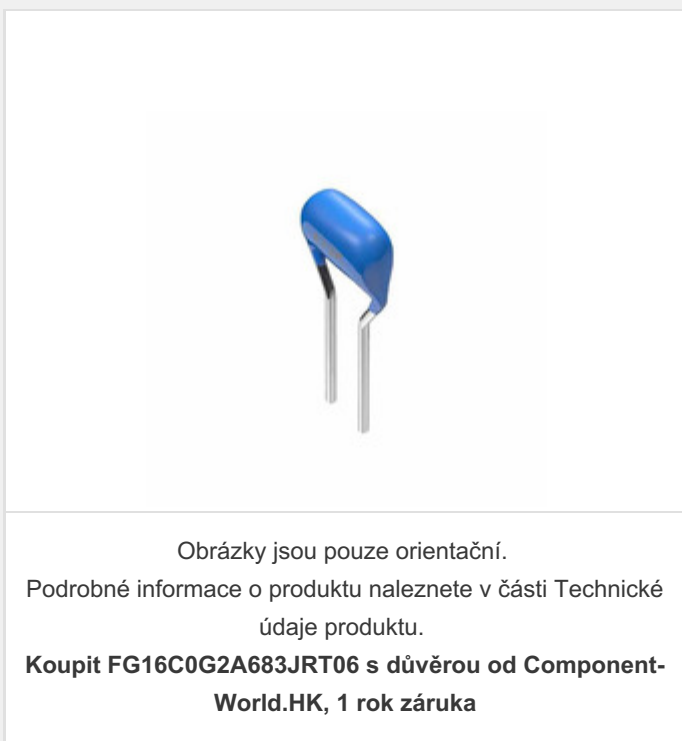 Obrázky jsou pouze orientační.
Podrobné informace o produktu naleznete v části Technické
údaje produktu.
Koupit FG16C0G2A683JRT06 s důvěrou od Component-
World.HK, 1 rok záruka